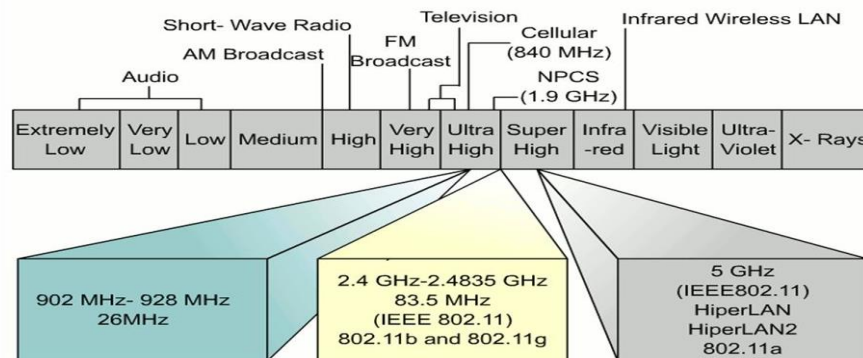 Short- Wave Radio
AM Broadcast
Audio
FM
Broadcast
Television
Cellular
(840 MHz)
NPCS
(1.9 GHz)
Infrared Wireless LAN
Extremely
Low
Very
Low
Low
Medium
High
Very
High
Ultra
High
Super
High
Infra
-red
Visible
Light
Ultra-
Violet
X- Rays
902 MHz- 928 MHz
26MHz
2.4 GHz-2.4835 GHz
83.5 MHz
(IEEE 802.11)
802.11b and 802.11g
5 GHz
(IEEE802.11)
HiperLAN
HiperLAN2
802.11a